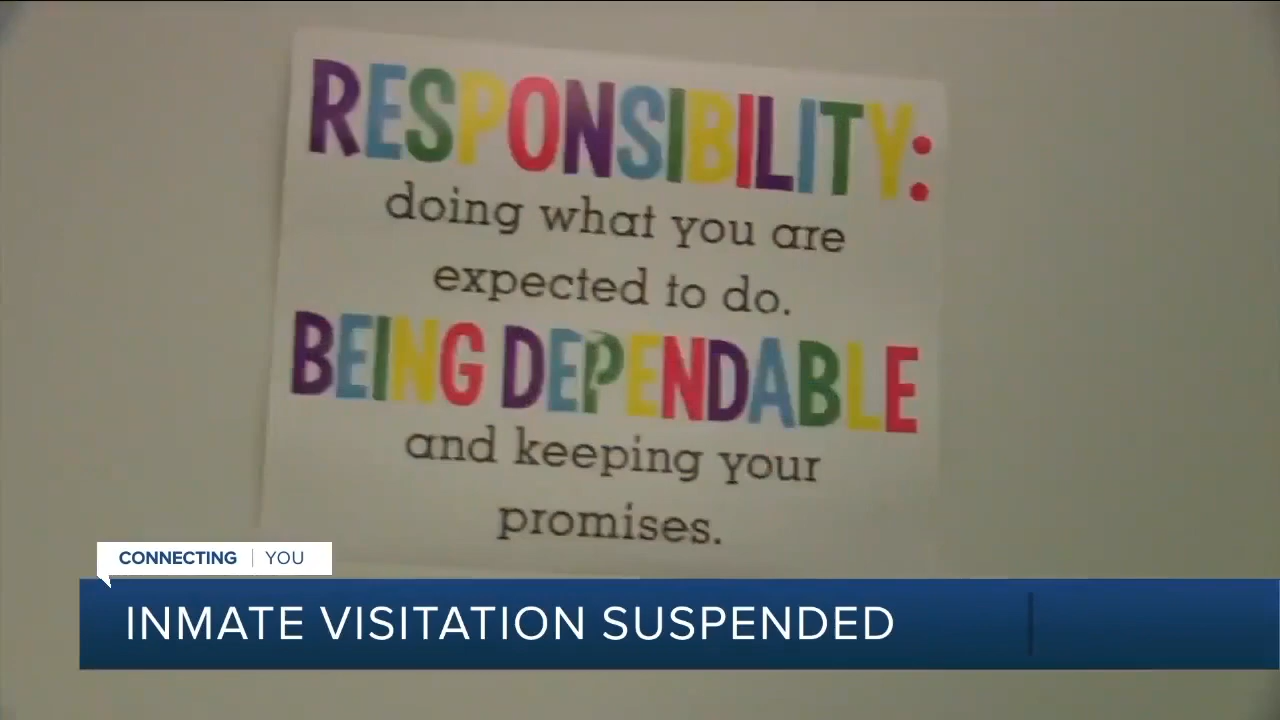 RESPONSIBILITY:
doing what you are
expected to do.
BEING DEPENDABLE
and keeping your
promises.
CONNECTING | YOU
INMATE VISITATION SUSPENDED